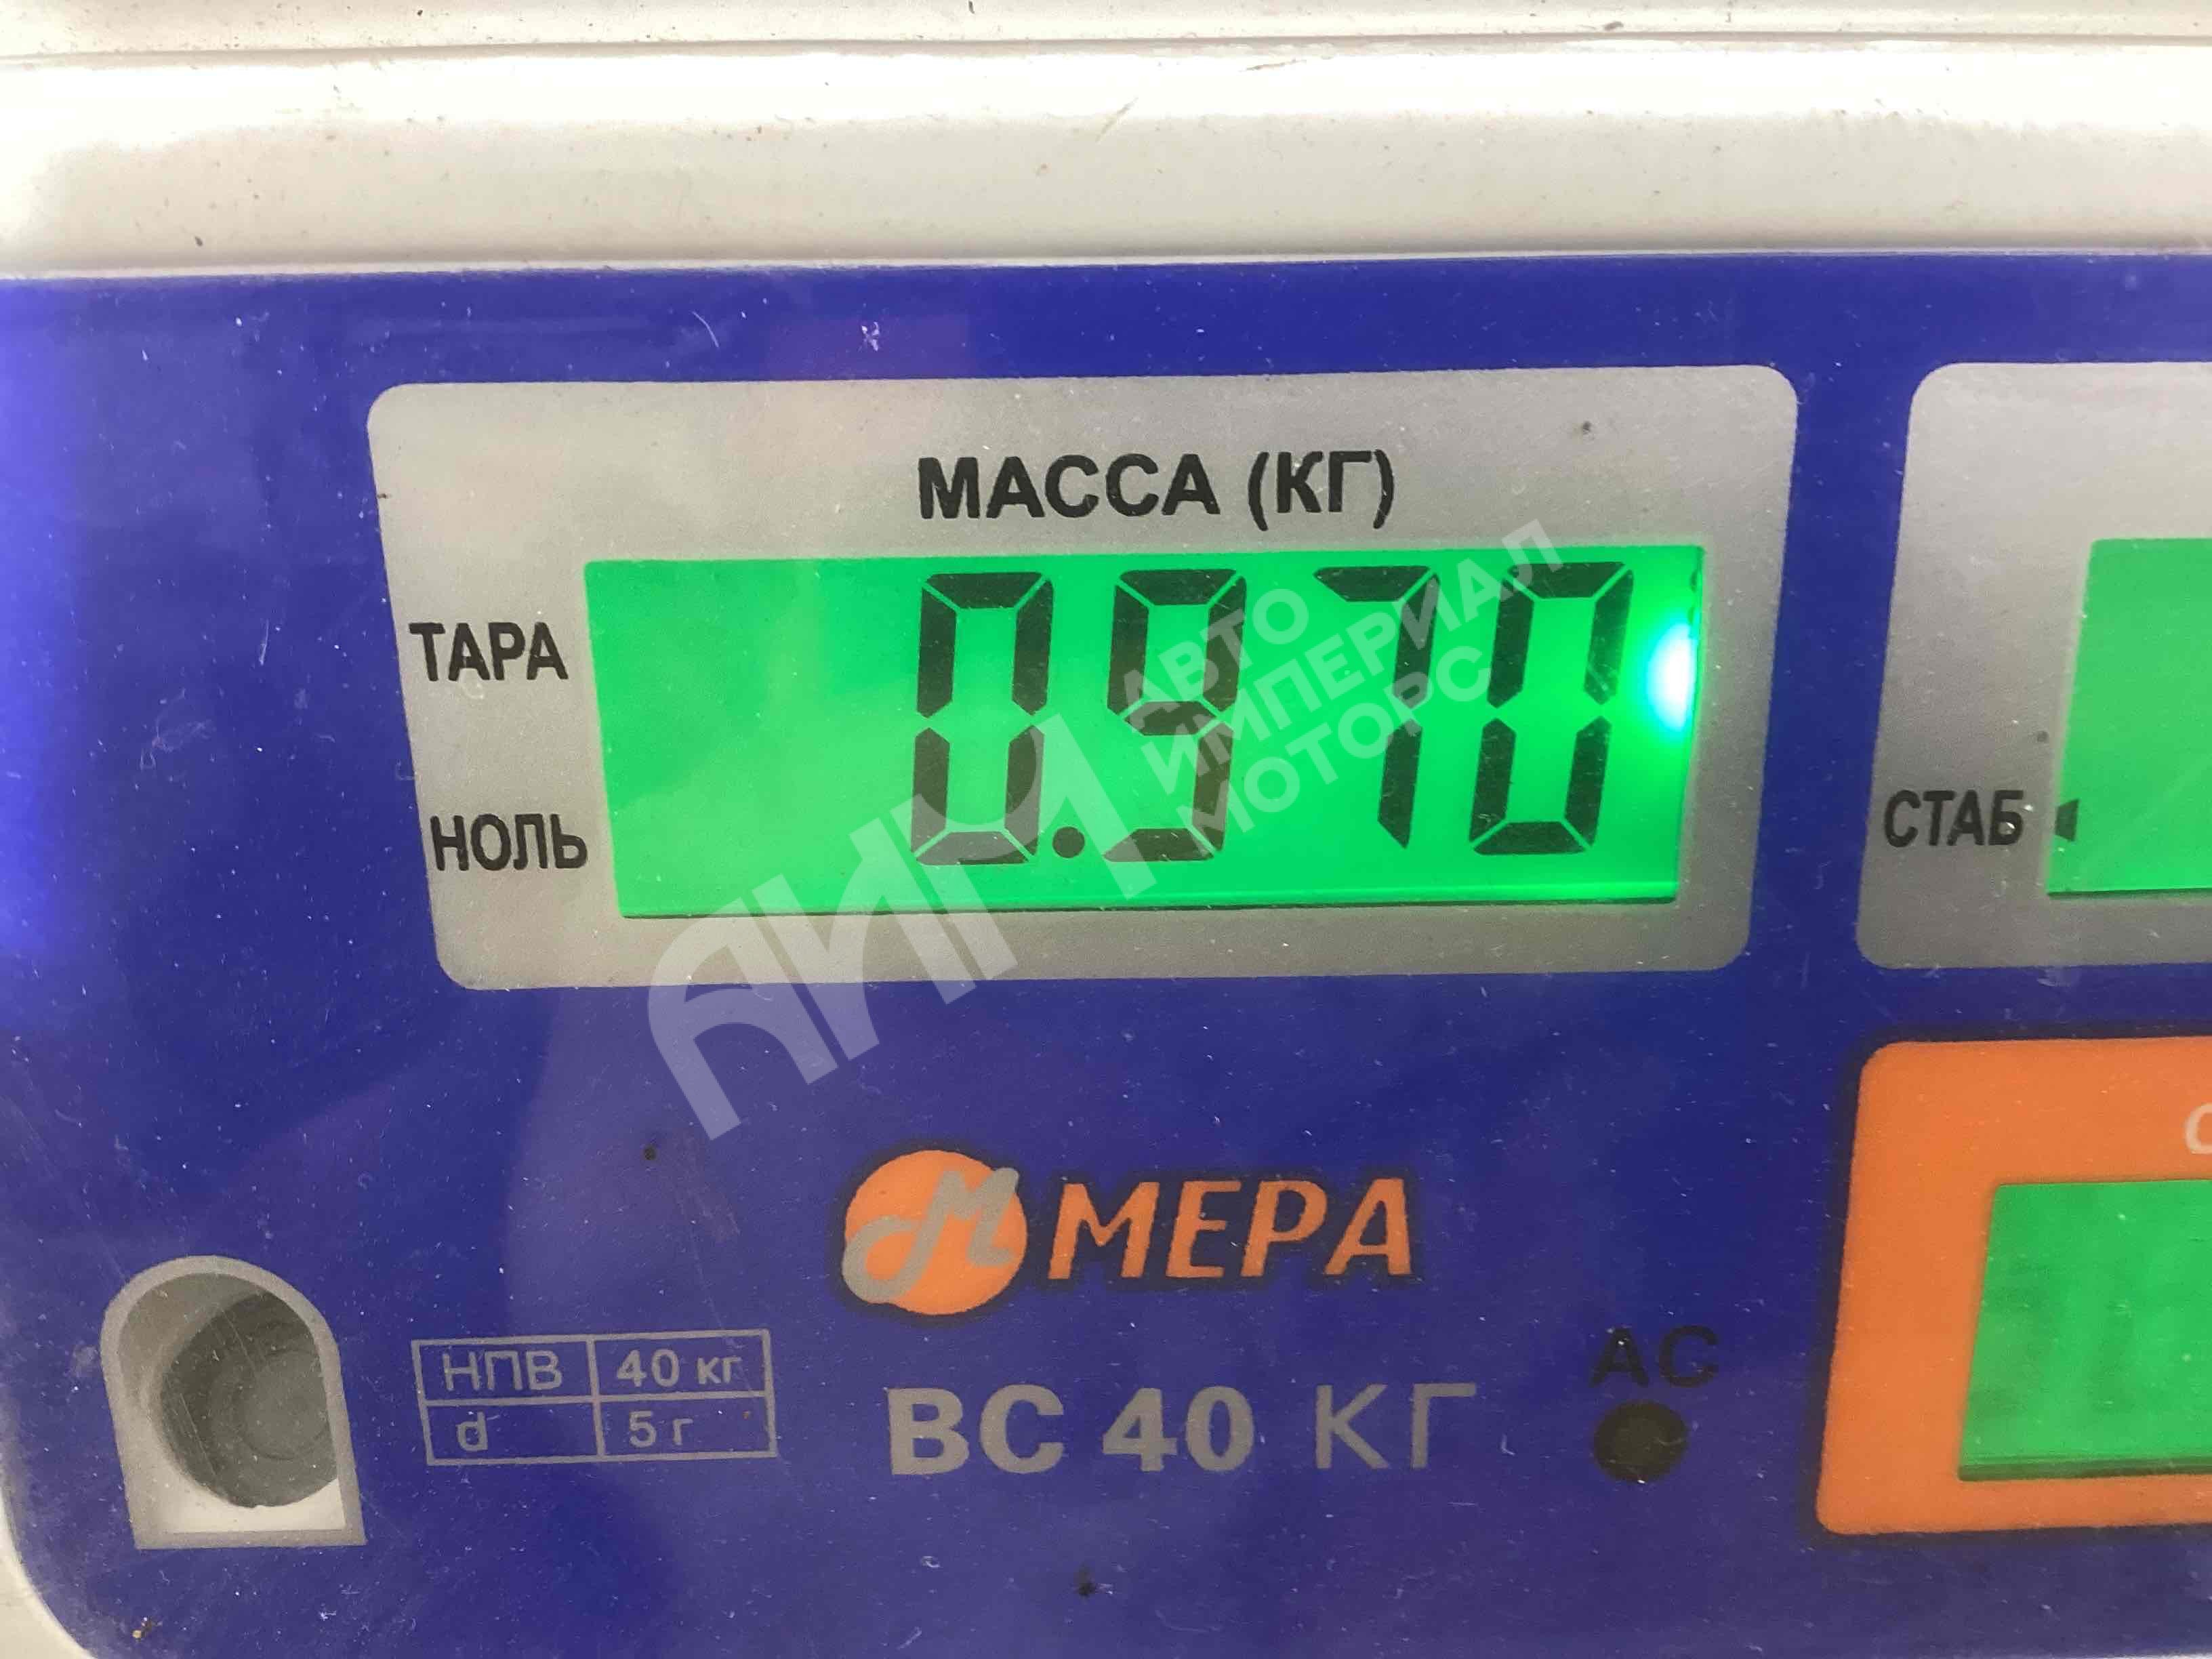 МАССА (КГ)
ТАРА
0.970
НОЛЬ
СТАБ
АИМ
АВТО
ИМПЕРИАЛ
МОТОРС
МЕРА
НПВ 40 кг
d 5 г
ВС 40 КГ
АС